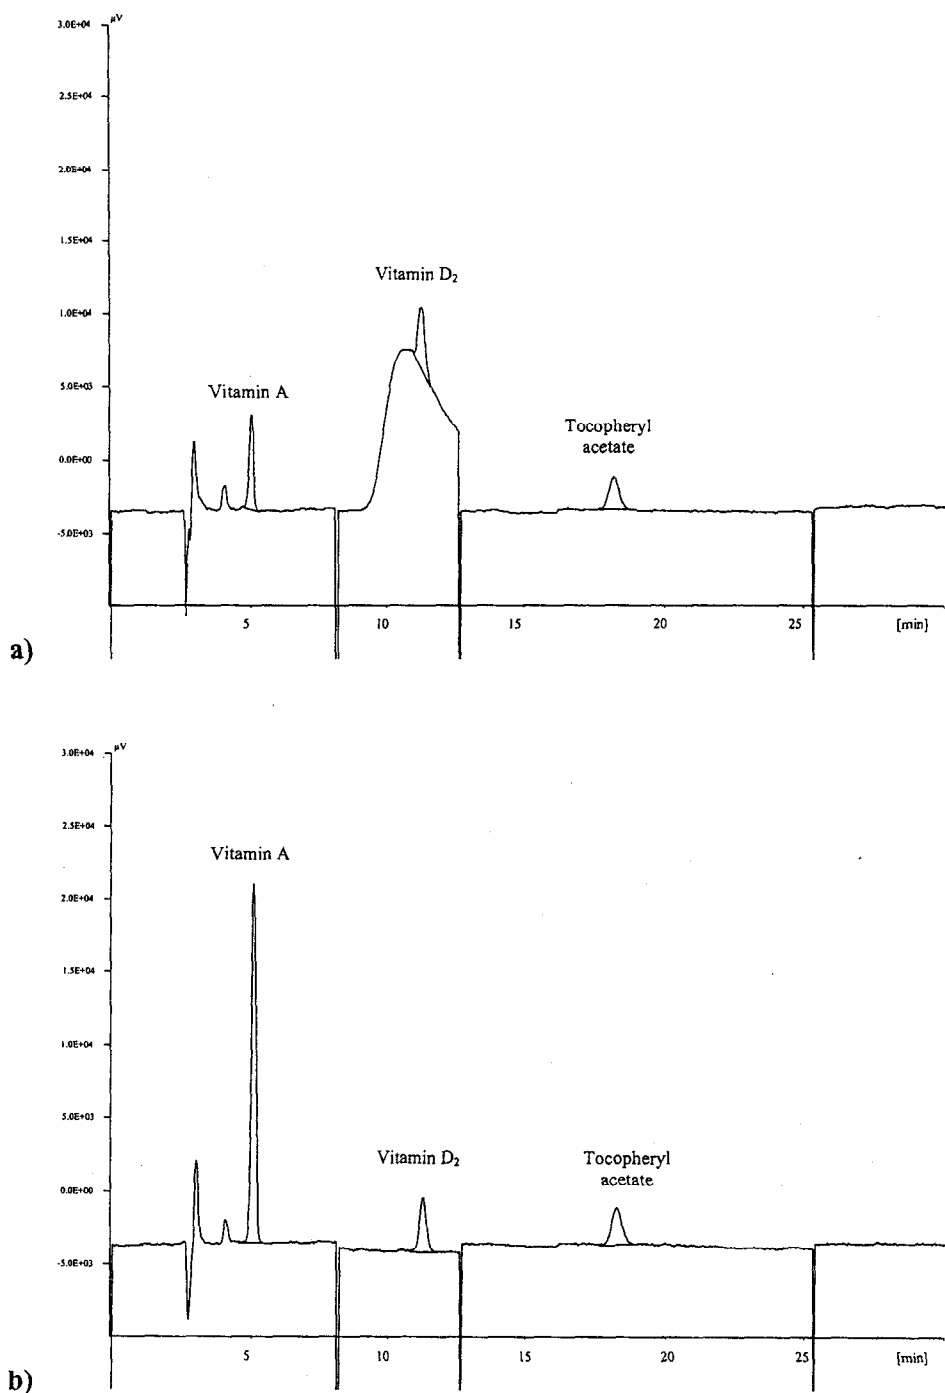 µV
3.0E+04
2.5E+04
2.0E+04
1.5E+04
1.0E+04
5.0E+03
0.0E+00
-5.0E+03
Vitamin A
Vitamin D₂
Tocopheryl
acetate
5
10
15
20
25
[min]
a)
µV
3.0E+04
2.5E+04
2.0E+04
1.5E+04
1.0E+04
5.0E+03
0.0E+00
-5.0E+03
Vitamin A
Vitamin D₂
Tocopheryl
acetate
5
10
15
20
25
[min]
b)